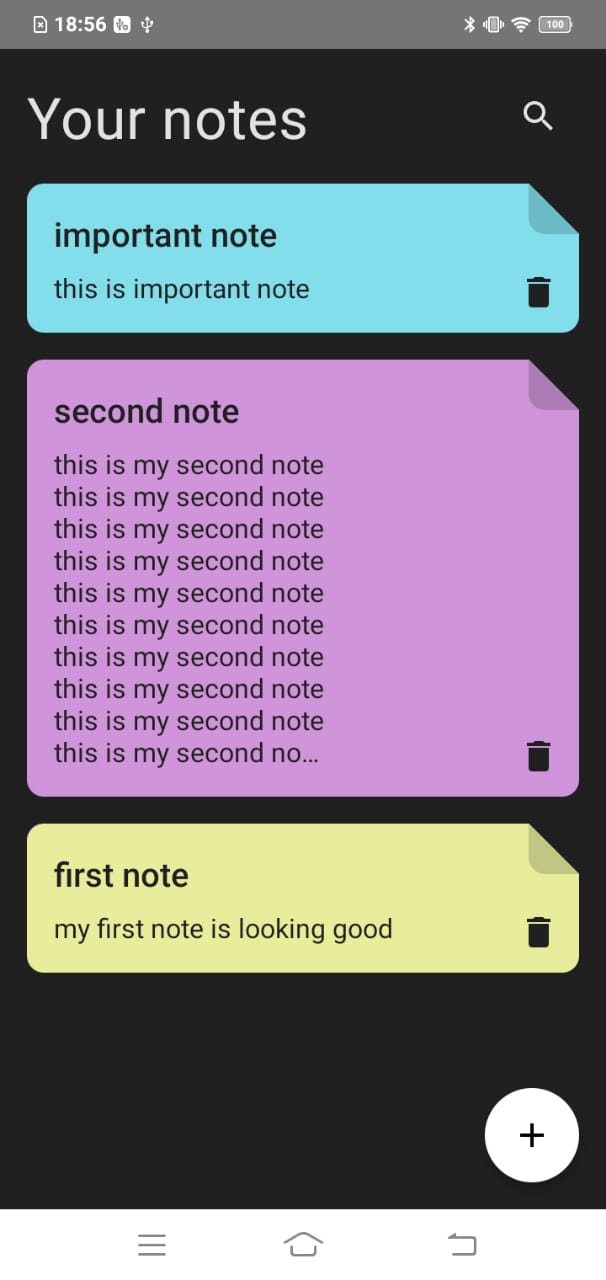 18:56
100
Your notes
important note
this is important note
second note
this is my second note
this is my second note
this is my second note
this is my second note
this is my second note
this is my second note
this is my second note
this is my second note
this is my second note
this is my second no...
first note
my first note is looking good
+